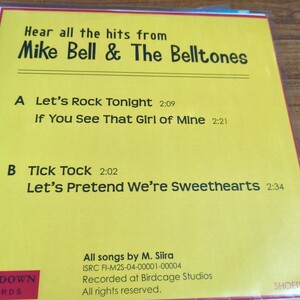 Hear all the hits from
Mike Bell & The Belltones
A Let's Rock Tonight 2:09
If You See That Girl of Mine 2:21
B Tick Tock 2:02
Let's Pretend We're Sweethearts 2:34
All songs by M. Siira
ISRC FI-M2S-04-00001-00004
Recorded at Birdcage Studios
All rights reserved.
DOWN
RDS